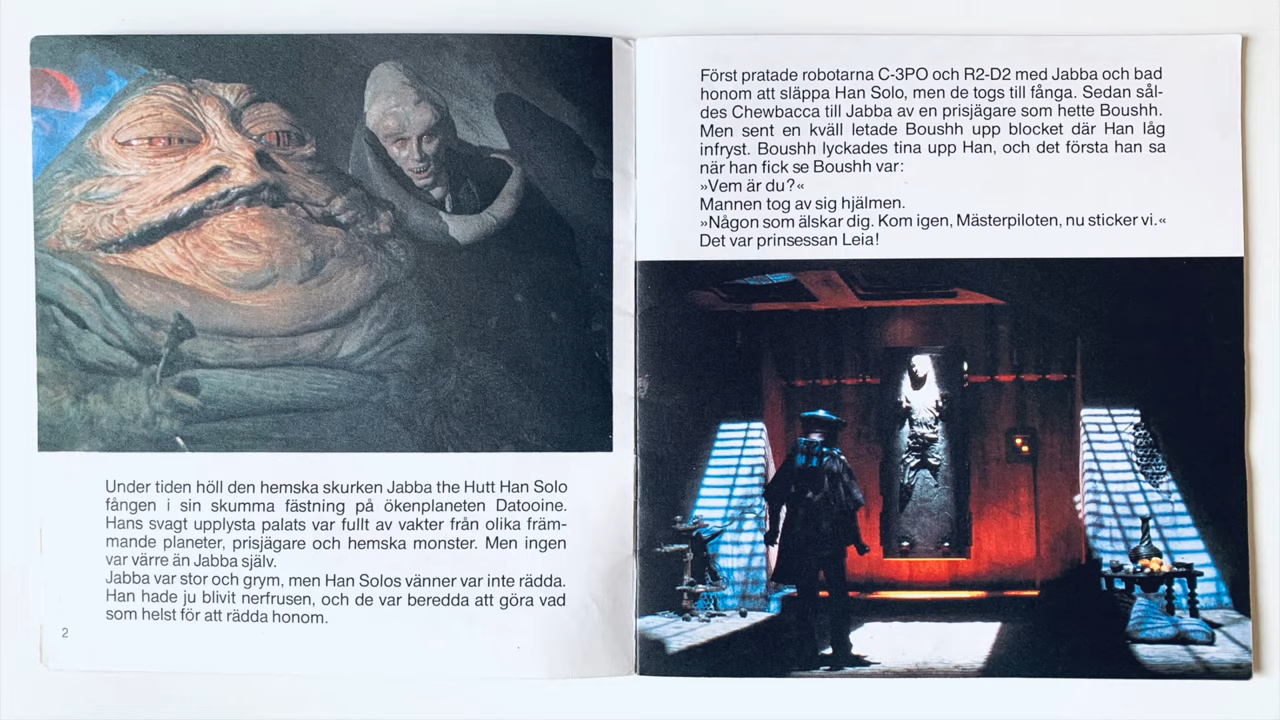 Under tiden höll den hemska skurken Jabba the Hutt Han Solo
fången i sin skumma fästning på ökenplaneten Datooine.
Hans svagt upplysta palats var fullt av vakter från olika främ-
mande planeter, prisjägare och hemska monster. Men ingen
var värre än Jabba själv.
Jabba var stor och grym, men Han Solos vänner var inte rädda.
Han hade ju blivit nerfrusen, och de var beredda att göra vad
som helst för att rädda honom.
2
Först pratade robotarna C-3PO och R2-D2 med Jabba och bad
honom att släppa Han Solo, men de togs till fånga. Sedan sål-
des Chewbacca till Jabba av en prisjägare som hette Boushh.
Men sent en kväll letade Boushh upp blocket där Han låg
infryst. Boushh lyckades tina upp Han, och det första han sa
när han fick se Boushh var:
»Vem är du?«
Mannen tog av sig hjälmen.
»Någon som älskar dig. Kom igen, Mästerpiloten, nu sticker vi.«
Det var prinsessan Leia!